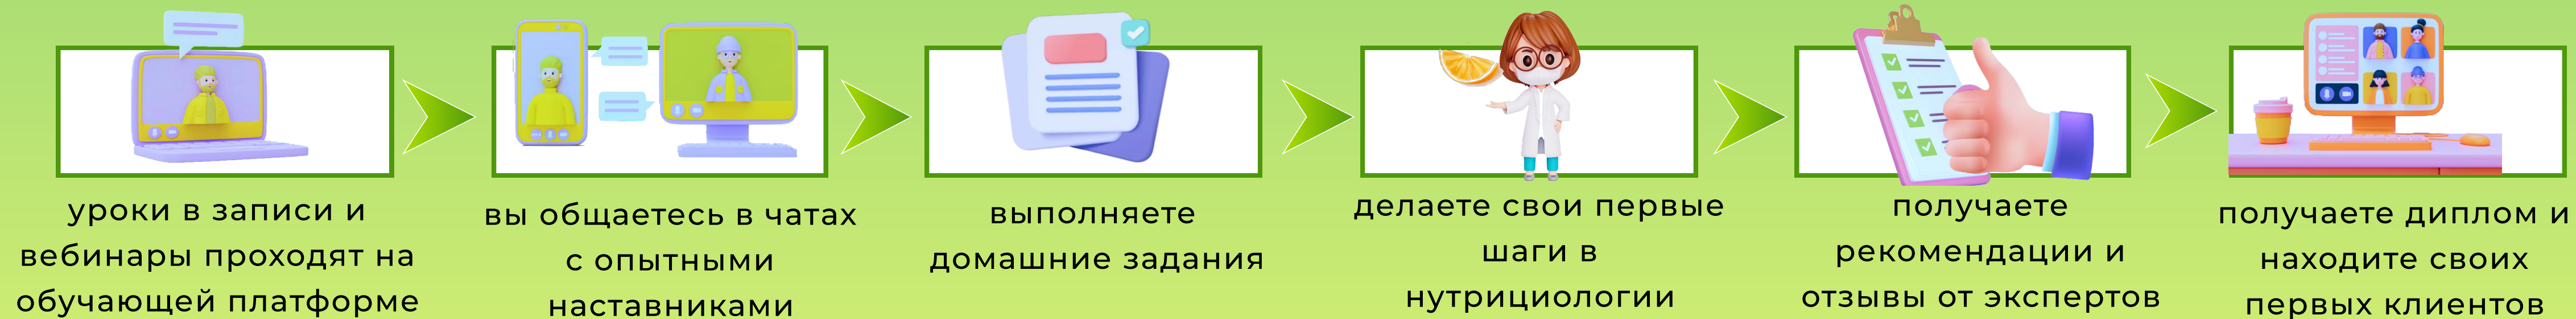 уроки в записи и
вебинары проходят на
обучающей платформе
вы общаетесь в чатах
с опытными
наставниками
выполняете
домашние задания
делаете свои первые
шаги в
нутрициологии
получаете
рекомендации и
отзывы от экспертов
получаете диплом и
находите своих
первых клиентов